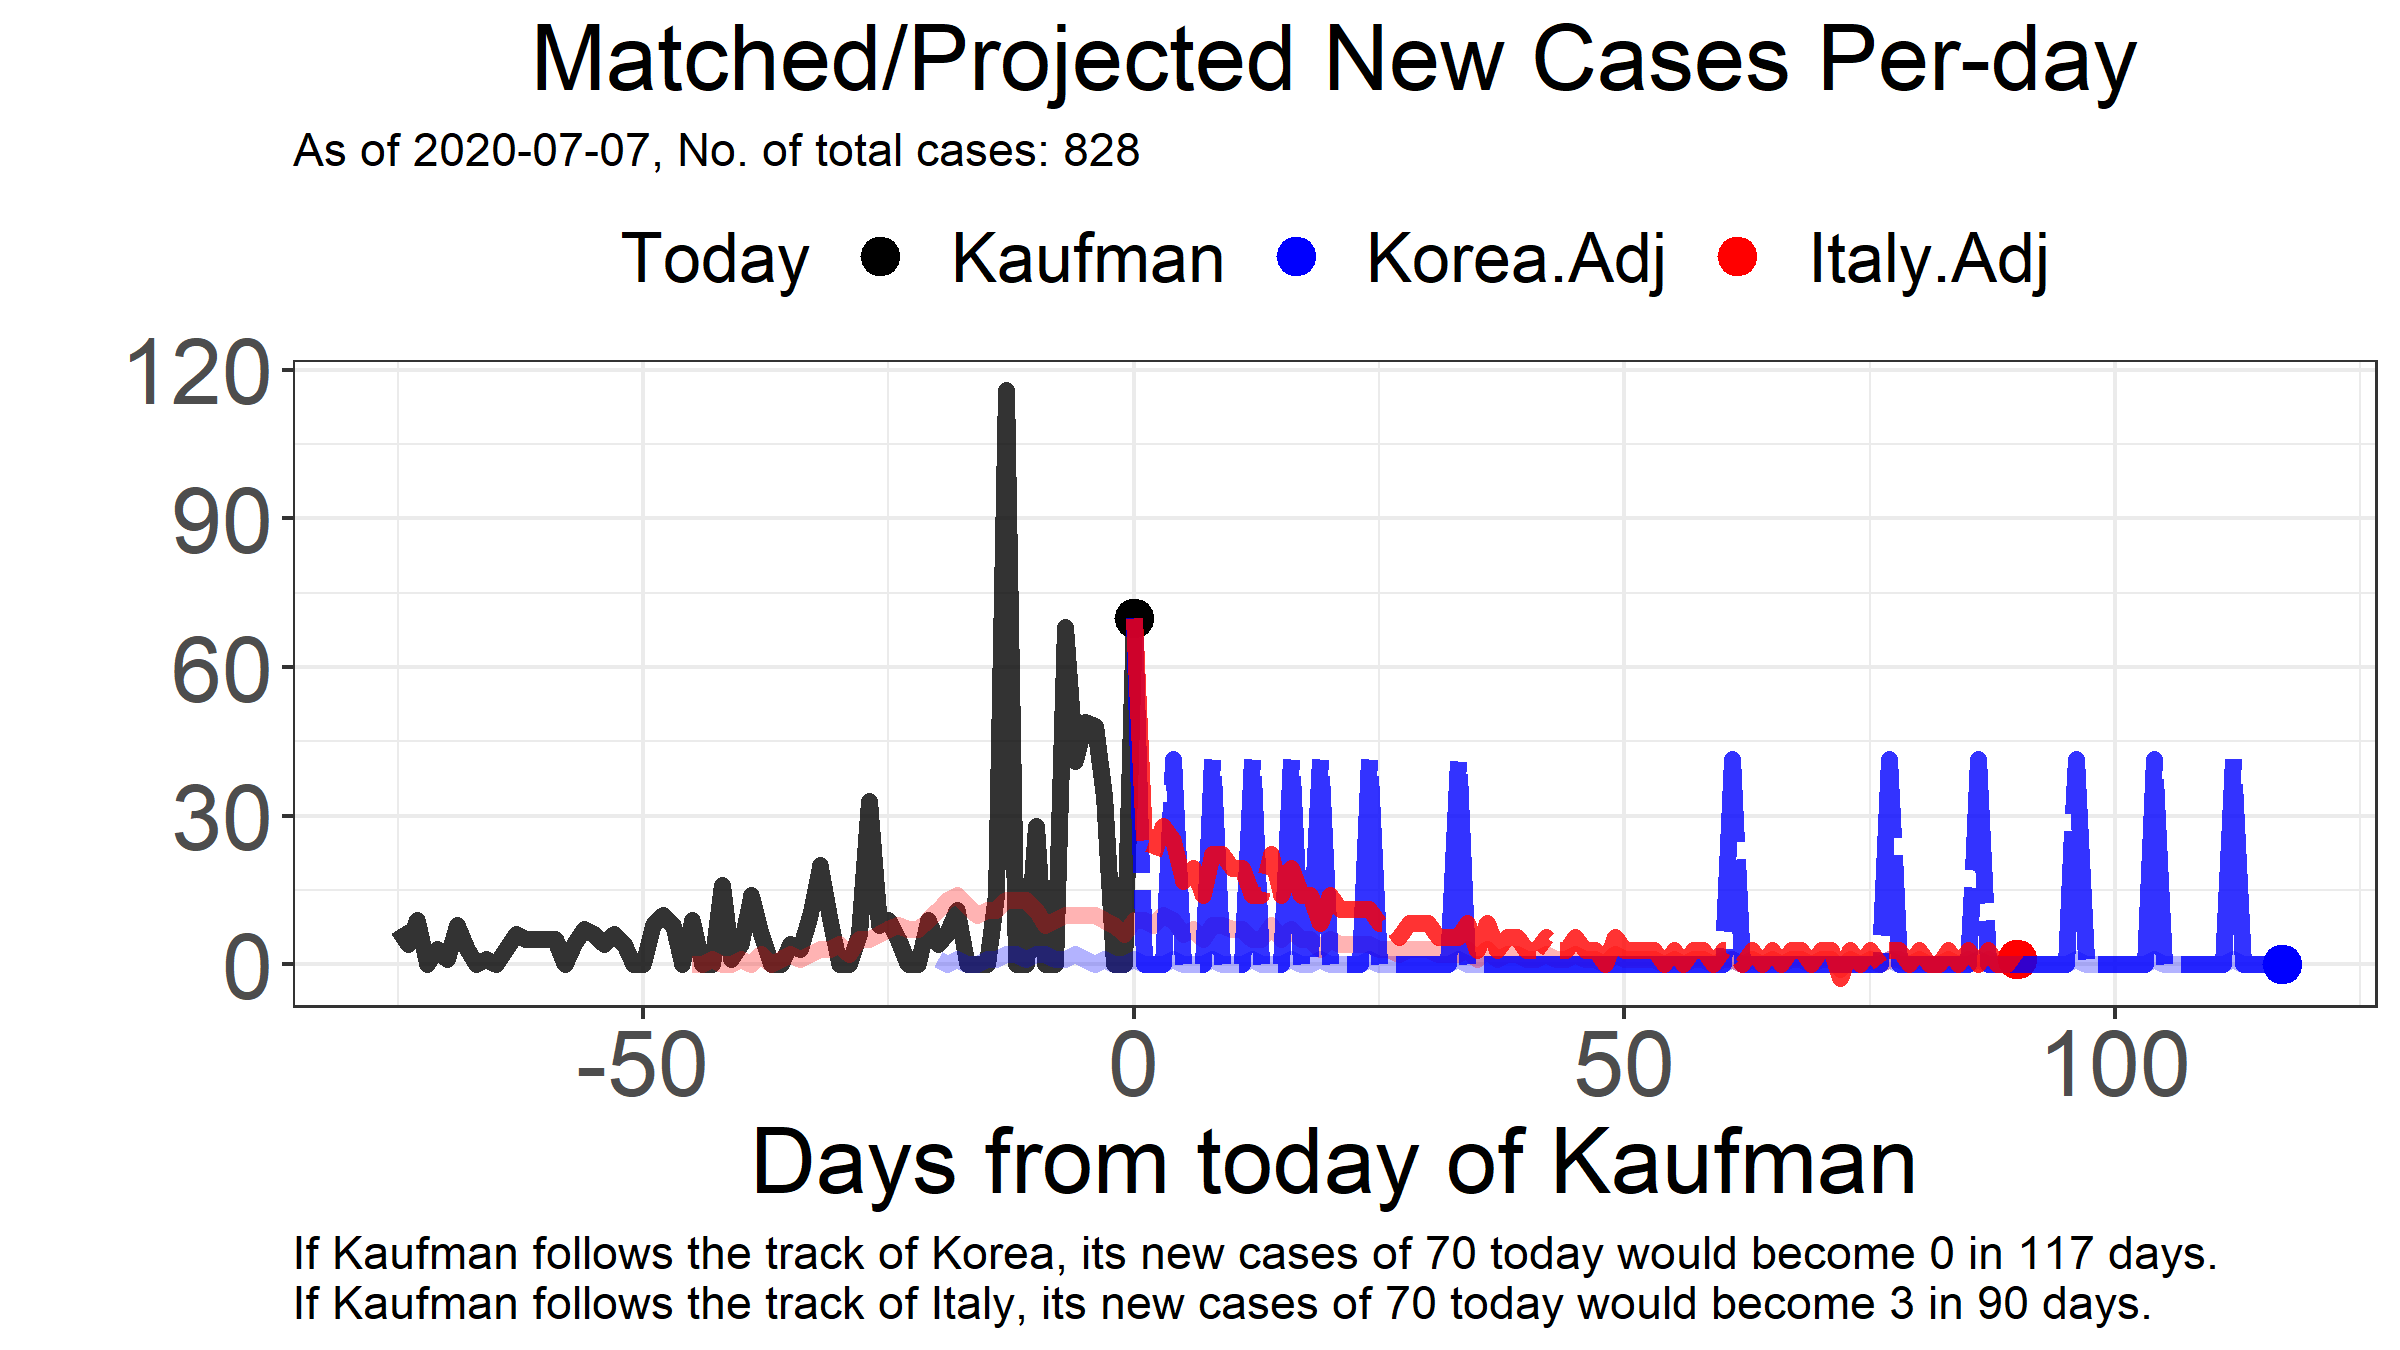 Matched/Projected New Cases Per-day
As of 2020-07-07, No. of total cases: 828
Today Kaufman Korea.Adj Italy.Adj
120
90
60
30
0
-50 0 50 100
Days from today of Kaufman
If Kaufman follows the track of Korea, its new cases of 70 today would become 0 in 117 days.
If Kaufman follows the track of Italy, its new cases of 70 today would become 3 in 90 days.